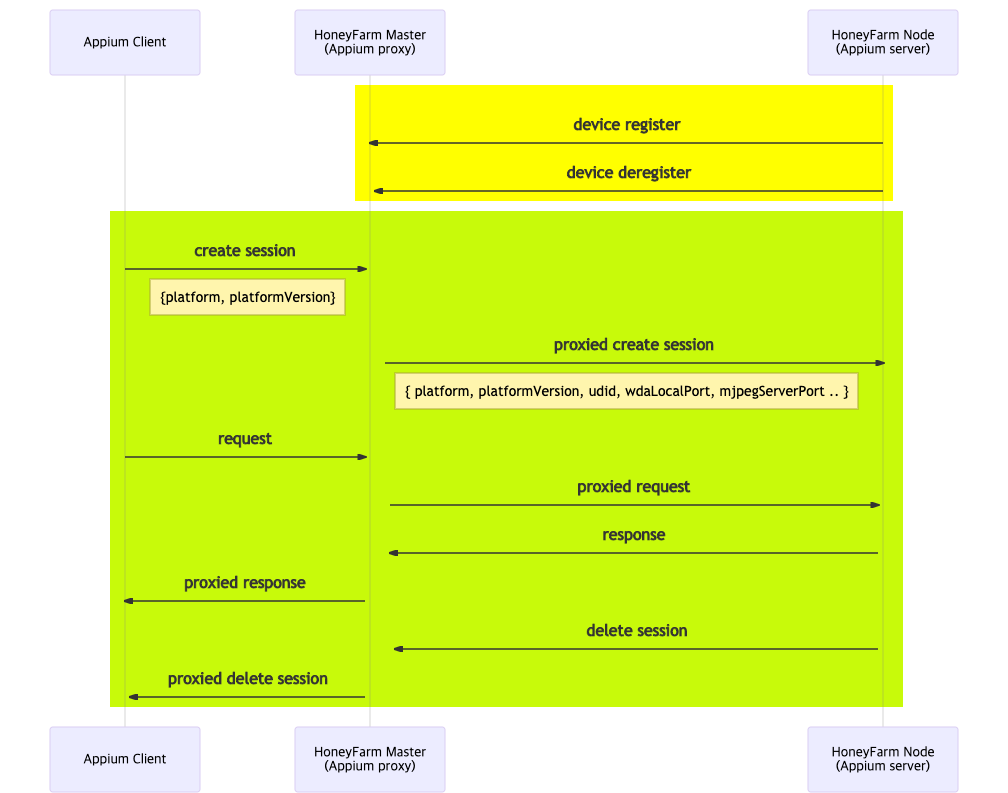 Appium Client
HoneyFarm Master
(Appium proxy)
HoneyFarm Node
(Appium server)
device register
device deregister
create session
{platform, platformVersion}
proxied create session
{ platform, platformVersion, udid, wdaLocalPort, mjpegServerPort .. }
request
proxied request
response
proxied response
delete session
proxied delete session
Appium Client
HoneyFarm Master
(Appium proxy)
HoneyFarm Node
(Appium server)